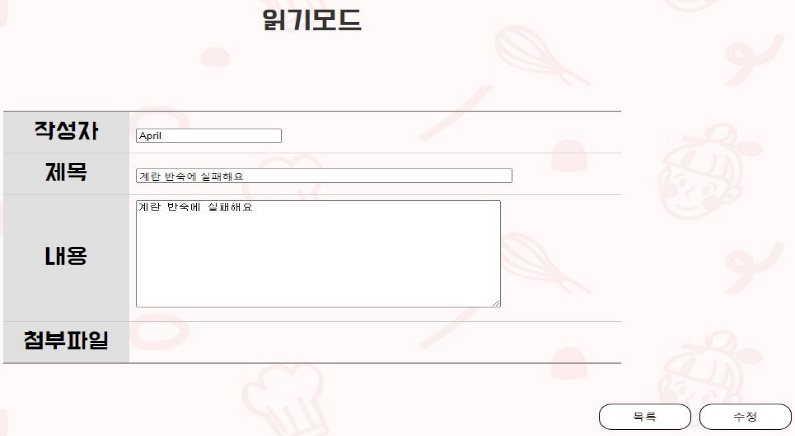 읽기모드
작성자
April
제목
계란 반숙에 실패해요
내용
계란 반숙에 실패해요
첨부파일
목록
수정